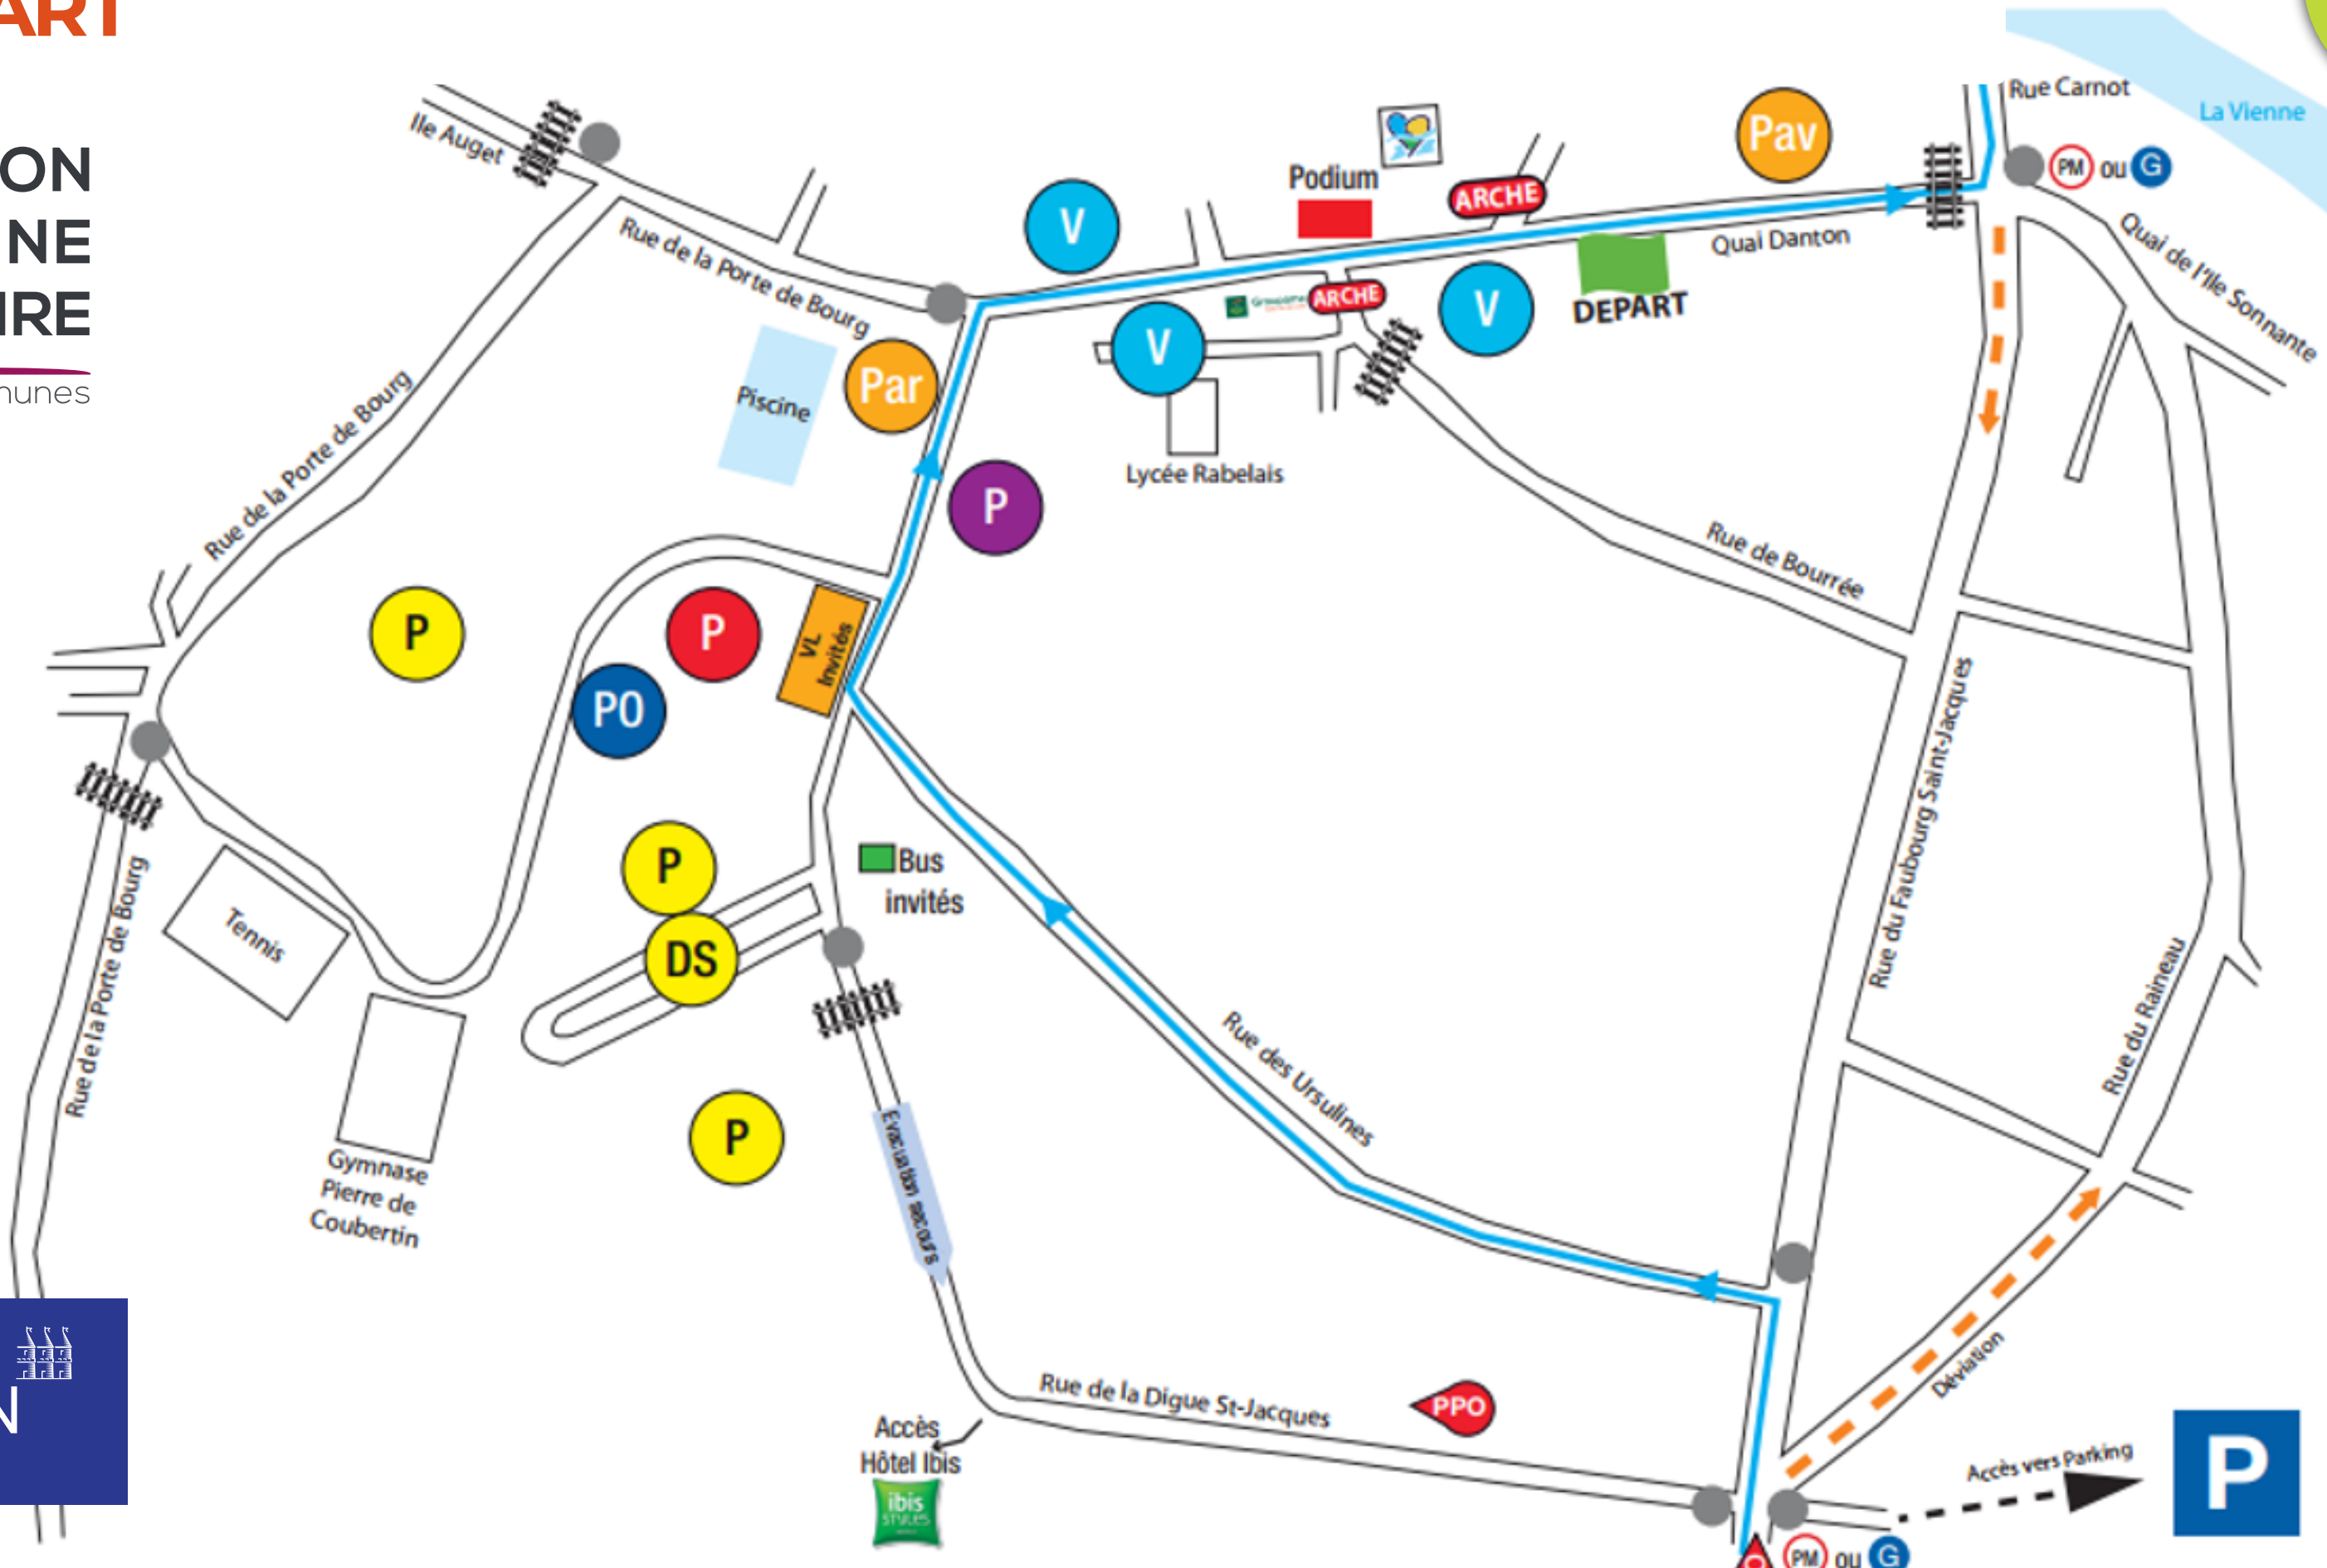 ART
ON
NE
IRE
munes
N
Ile Auget
Rue de la Porte de Bourg
Rue de la Porte de Bourg
Rue de la Porte de Bourg
Piscine
Par
V
V
V
Podium
ARCHE
ARCHE
Pav
DEPART
Quai Danton
Rue Carnot
La Vienne
PM ou G
Quai de l'Ile Sonnante
Lycée Rabelais
P
Rue de Bourrée
P
P
PO
VL
Invités
P
DS
Bus
invités
P
Tennis
Gymnase
Pierre de
Coubertin
Evacuation secours
Rue des Ursulines
Rue du Faubourg Saint-Jacques
Rue du Raineau
Déviation
Rue de la Digue St-Jacques
PPO
Accès
Hôtel Ibis
ibis
STYLES
Accès vers Parking
P
PM ou G